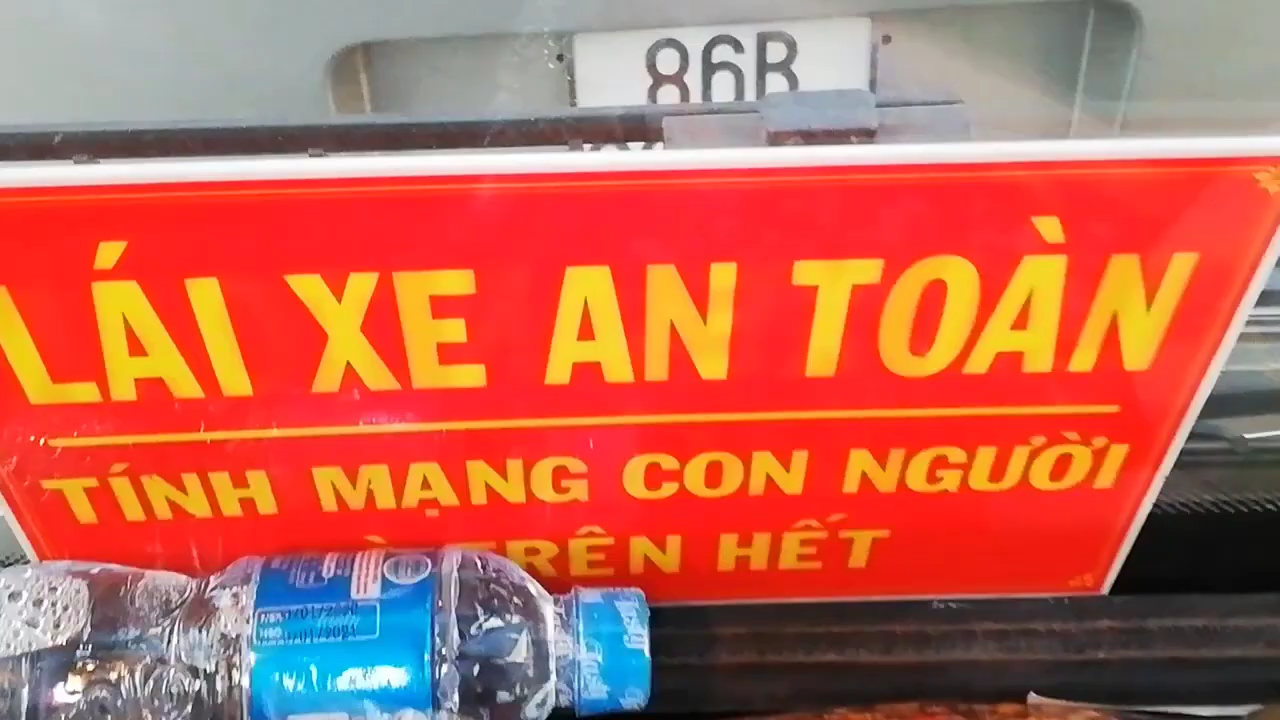 86B
LÁI XE AN TOÀN
TÍNH MẠNG CON NGƯỜI
TRÊN HẾT